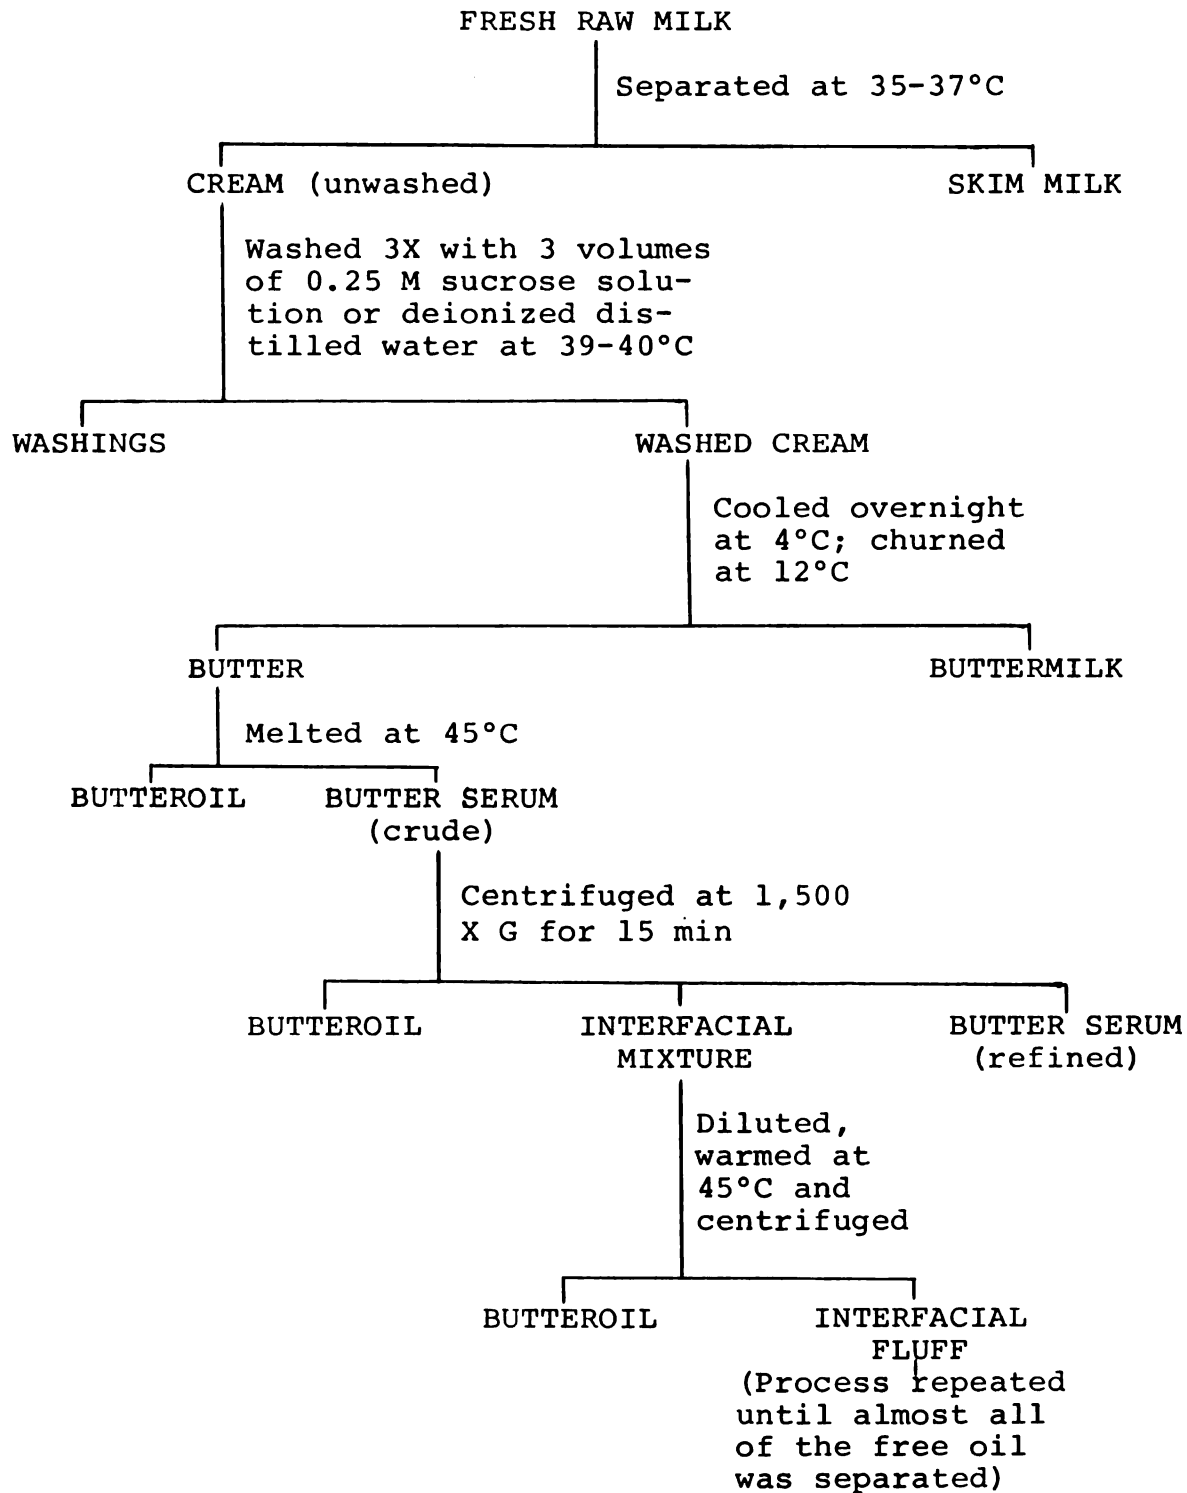 FRESH RAW MILK
Separated at 35-37°C
CREAM (unwashed)
SKIM MILK
Washed 3X with 3 volumes
of 0.25 M sucrose solu-
tion or deionized dis-
tilled water at 39-40°C
WASHINGS
WASHED CREAM
Cooled overnight
at 4°C; churned
at 12°C
BUTTER
BUTTERMILK
Melted at 45°C
BUTTEROIL
BUTTER SERUM
(crude)
Centrifuged at 1,500
X G for 15 min
BUTTEROIL
INTERFACIAL
MIXTURE
BUTTER SERUM
(refined)
Diluted,
warmed at
45°C and
centrifuged
BUTTEROIL
INTERFACIAL
FLUFF
(Process repeated
until almost all
of the free oil
was separated)